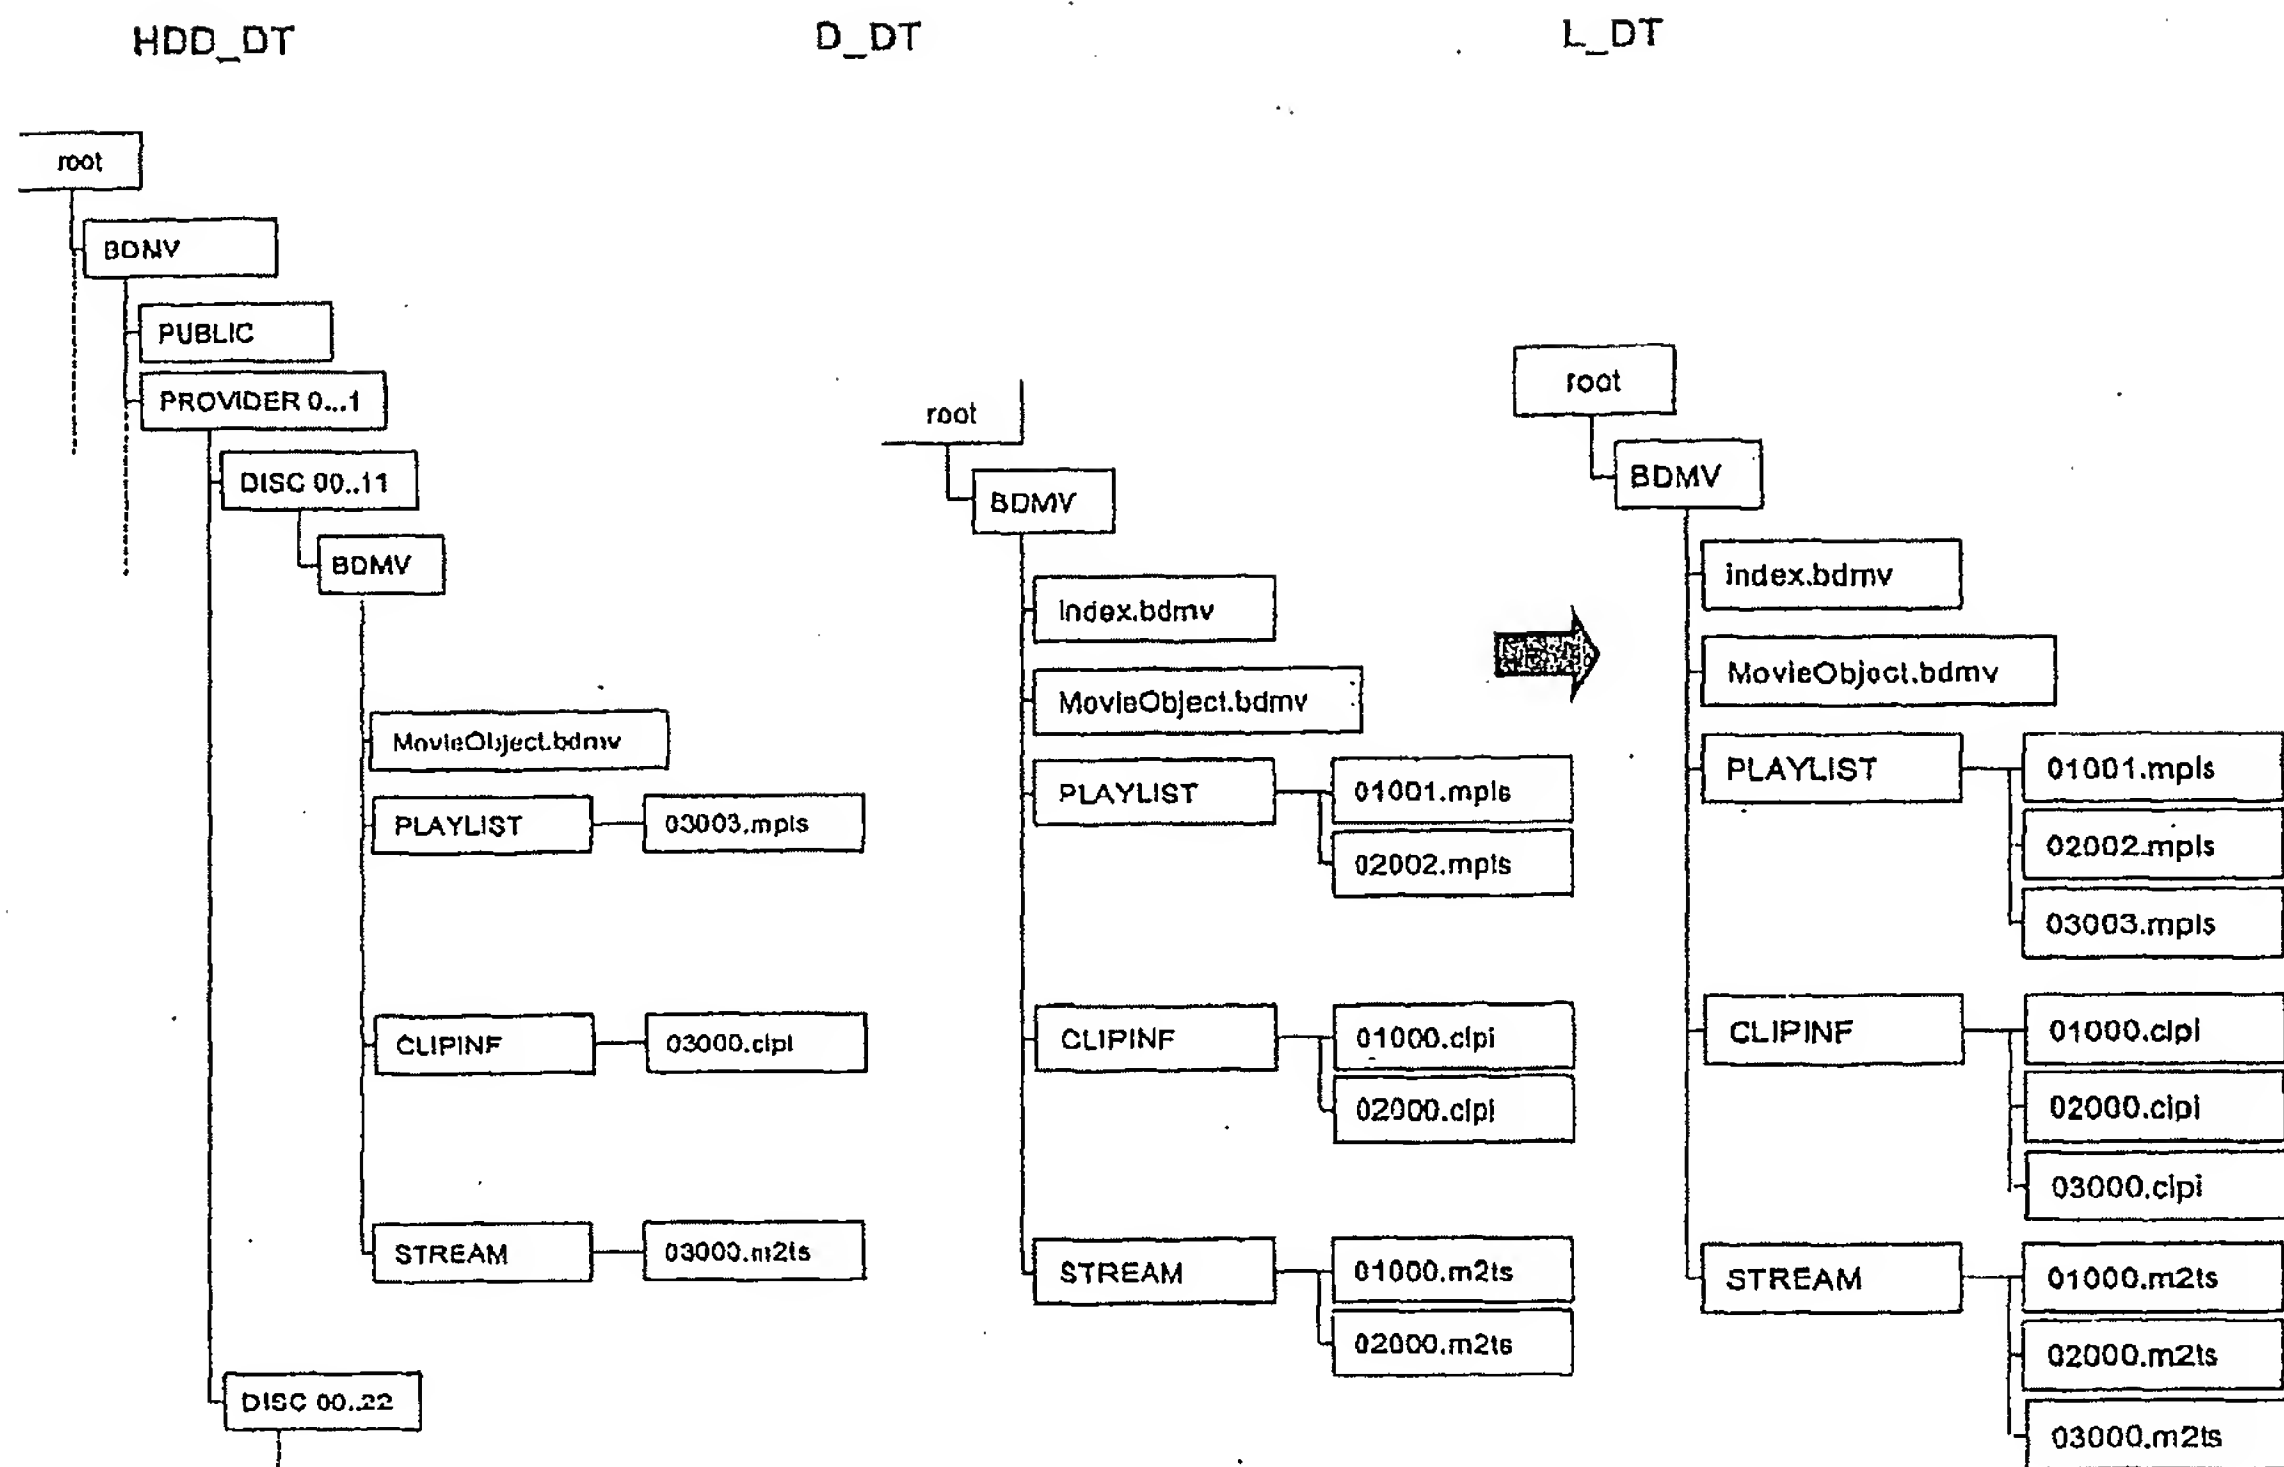 HDD_DT
root
BDMV
PUBLIC
PROVIDER 0...1
DISC 00..11
BDMV
MovieObject.bdmv
PLAYLIST
03003.mpls
CLIPINF
03000.clpi
STREAM
03000.m2ts
DISC 00..22
D_DT
root
BDMV
Index.bdmv
MovieObject.bdmv
PLAYLIST
01001.mpls
02002.mpls
CLIPINF
01000.clpi
02000.clpi
STREAM
01000.m2ts
02000.m2ts
L_DT
root
BDMV
index.bdmv
MovieObject.bdmv
PLAYLIST
01001.mpls
02002.mpls
03003.mpls
CLIPINF
01000.clpi
02000.clpi
03000.clpi
STREAM
01000.m2ts
02000.m2ts
03000.m2ts